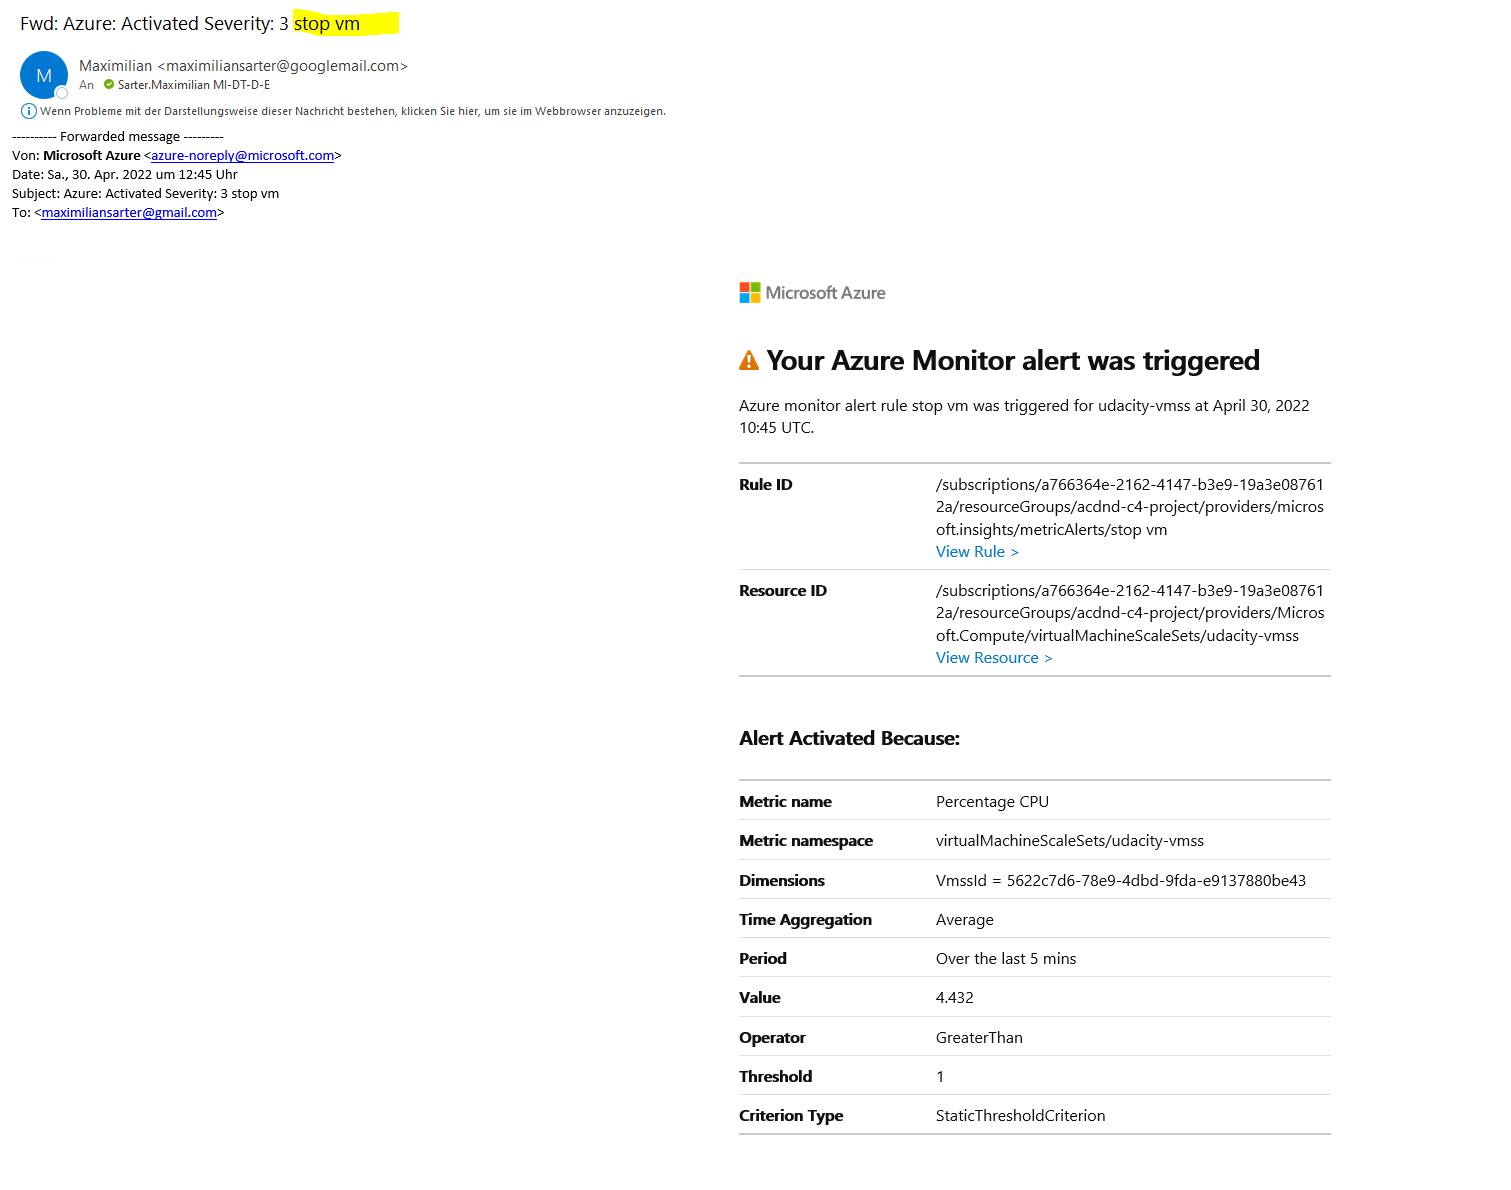 Fwd: Azure: Activated Severity: 3 stop vm
M
Maximilian <maximiliansarter@googlemail.com>
An Sarter.Maximilian MI-DT-D-E
Wenn Probleme mit der Darstellungsweise dieser Nachricht bestehen, klicken Sie hier, um sie im Webbrowser anzuzeigen.
---------- Forwarded message ---------
Von: Microsoft Azure <azure-noreply@microsoft.com>
Date: Sa., 30. Apr. 2022 um 12:45 Uhr
Subject: Azure: Activated Severity: 3 stop vm
To: <maximiliansarter@gmail.com>
Microsoft Azure
Your Azure Monitor alert was triggered
Azure monitor alert rule stop vm was triggered for udacity-vmss at April 30, 2022
10:45 UTC.
Rule ID /subscriptions/a766364e-2162-4147-b3e9-19a3e08761
2a/resourceGroups/acdnd-c4-project/providers/micros
oft.insights/metricAlerts/stop vm
View Rule >
Resource ID /subscriptions/a766364e-2162-4147-b3e9-19a3e08761
2a/resourceGroups/acdnd-c4-project/providers/Micros
oft.Compute/virtualMachineScaleSets/udacity-vmss
View Resource >
Alert Activated Because:
Metric name Percentage CPU
Metric namespace virtualMachineScaleSets/udacity-vmss
Dimensions VmssId = 5622c7d6-78e9-4dbd-9fda-e9137880be43
Time Aggregation Average
Period Over the last 5 mins
Value 4.432
Operator GreaterThan
Threshold 1
Criterion Type StaticThresholdCriterion